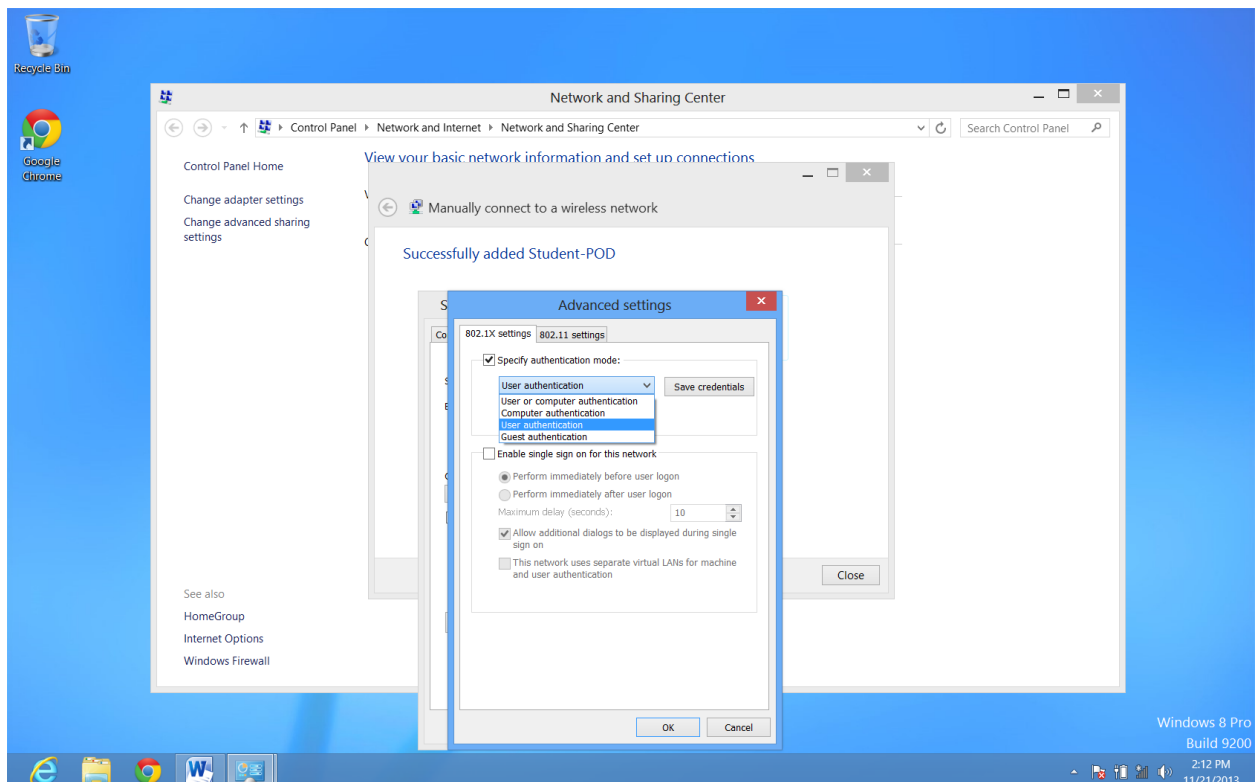 Recycle Bin
Google
Chrome
Network and Sharing Center
Control Panel
Network and Internet
Network and Sharing Center
Search Control Panel
Control Panel Home
Change adapter settings
Change advanced sharing
settings
View your basic network information and set up connections
Manually connect to a wireless network
Successfully added Student-POD
S
Advanced settings
Co
802.1X settings
802.11 settings
Specify authentication mode:
User authentication
Save credentials
User or computer authentication
Computer authentication
User authentication
Guest authentication
Enable single sign on for this network
Perform immediately before user logon
Perform immediately after user logon
Maximum delay (seconds):
10
Allow additional dialogs to be displayed during single
sign on
This network uses separate virtual LANs for machine
and user authentication
OK
Cancel
Close
See also
HomeGroup
Internet Options
Windows Firewall
Windows 8 Pro
Build 9200
2:12 PM
11/21/2013